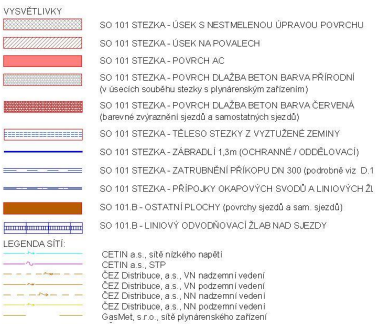 VYSVĚTLIVKY
SO 101 STEZKA - ÚSEK S NESTMELENOU ÚPRAVOU POVRCHU
SO 101 STEZKA - ÚSEK NA POVALECH
SO 101 STEZKA - POVRCH AC
SO 101 STEZKA - POVRCH DLAŽBA BETON BARVA PŘÍRODNÍ
(v úsecích souběhu stezky s plynárenským zařízením)
SO 101 STEZKA - POVRCH DLAŽBA BETON BARVA ČERVENÁ
(barevné zvýraznění sjezdů a samostatných sjezdů)
SO 101 STEZKA - TĚLESO STEZKY Z VYZTUŽENÉ ZEMINY
SO 101 STEZKA - ZÁBRADLÍ 1,3m (OCHRANNÉ / ODDĚLOVACÍ)
SO 101 STEZKA - ZATRUBNĚNÍ PŘÍKOPU DN 300 (podrobně viz D.1
SO 101 STEZKA - PŘÍPOJKY OKAPOVÝCH SVODŮ A LINIOVÝCH ŽL
SO 101.B - OSTATNÍ PLOCHY (povrchy sjezdů a sam. sjezdů)
SO 101.B - LINIOVÝ ODVODŇOVACÍ ŽLAB NAD SJEZDY
LEGENDA SÍTÍ:
CETIN a.s., sítě nízkého napětí
CETIN a.s., STP
ČEZ Distribuce, a.s., VN nadzemní vedení
ČEZ Distribuce, a.s., VN podzemní vedení
ČEZ Distribuce, a.s., NN nadzemní vedení
ČEZ Distribuce, a.s., NN podzemní vedení
GasNet, s.r.o., sítě plynárenského zařízení